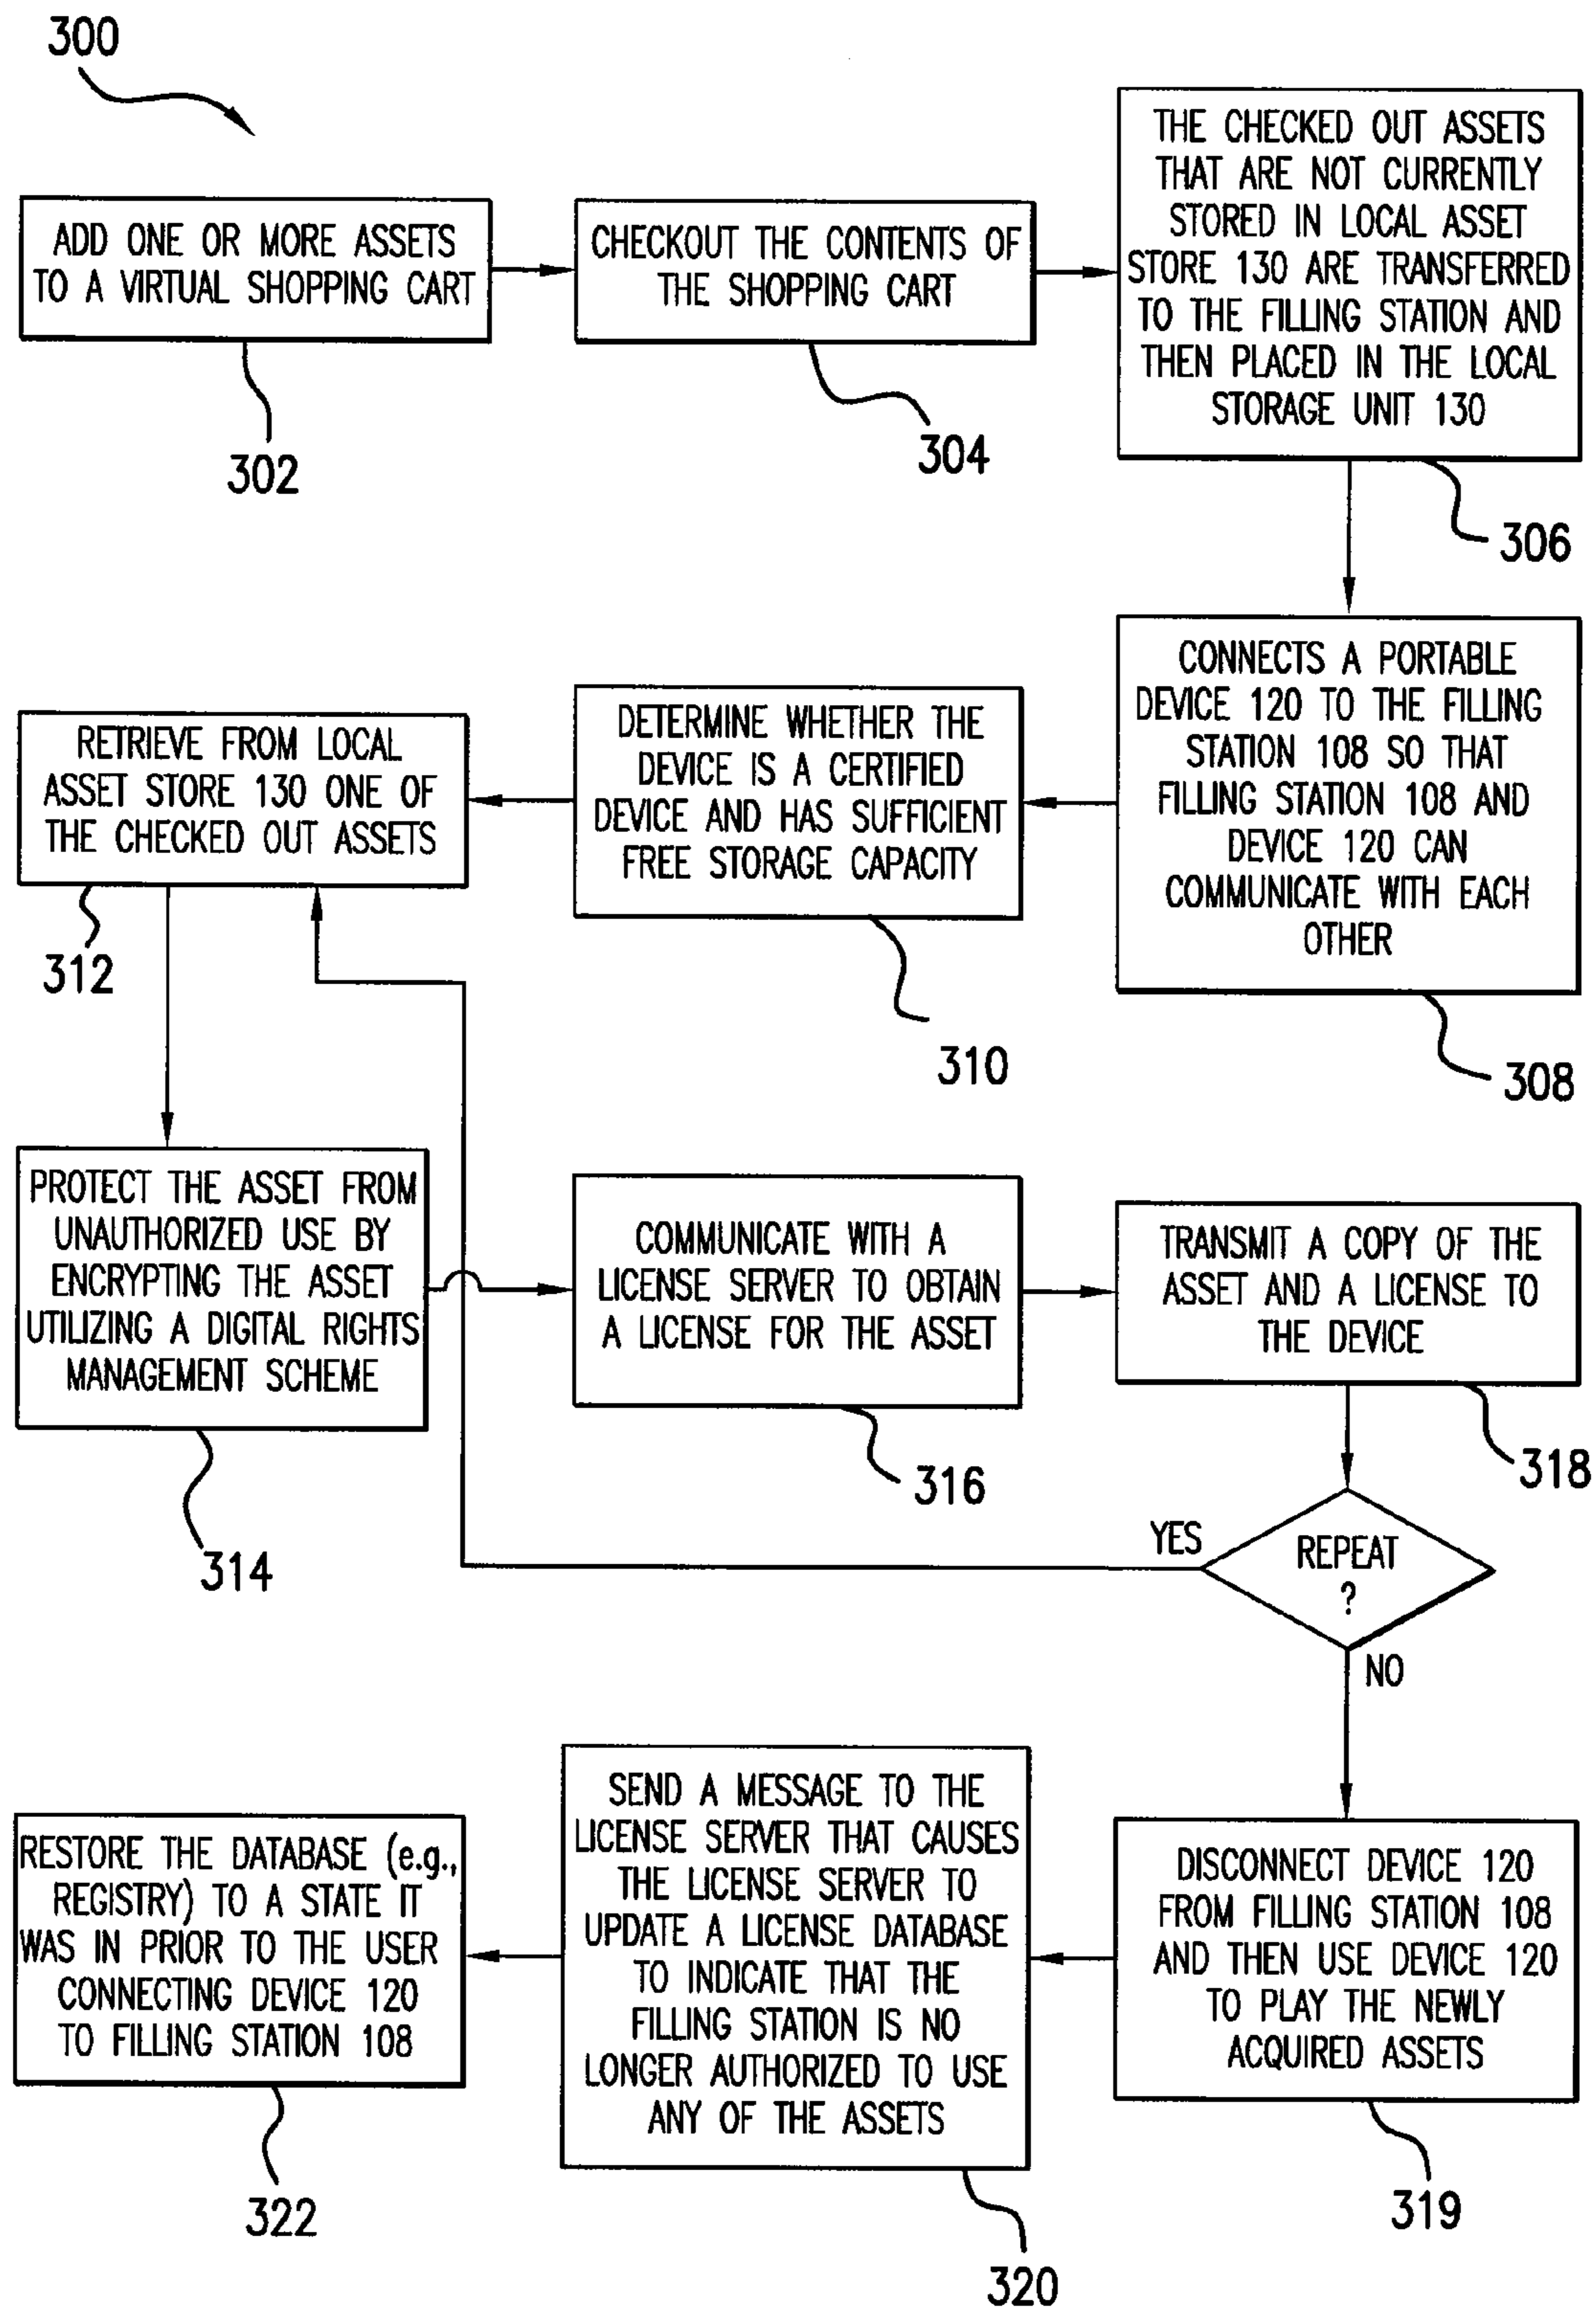 300
ADD ONE OR MORE ASSETS
TO A VIRTUAL SHOPPING CART
302
CHECKOUT THE CONTENTS OF
THE SHOPPING CART
304
THE CHECKED OUT ASSETS
THAT ARE NOT CURRENTLY
STORED IN LOCAL ASSET
STORE 130 ARE TRANSFERRED
TO THE FILLING STATION AND
THEN PLACED IN THE LOCAL
STORAGE UNIT 130
306
CONNECTS A PORTABLE
DEVICE 120 TO THE FILLING
STATION 108 SO THAT
FILLING STATION 108 AND
DEVICE 120 CAN
COMMUNICATE WITH EACH
OTHER
308
DETERMINE WHETHER THE
DEVICE IS A CERTIFIED
DEVICE AND HAS SUFFICIENT
FREE STORAGE CAPACITY
310
RETRIEVE FROM LOCAL
ASSET STORE 130 ONE OF
THE CHECKED OUT ASSETS
312
PROTECT THE ASSET FROM
UNAUTHORIZED USE BY
ENCRYPTING THE ASSET
UTILIZING A DIGITAL RIGHTS
MANAGEMENT SCHEME
314
COMMUNICATE WITH A
LICENSE SERVER TO OBTAIN
A LICENSE FOR THE ASSET
316
TRANSMIT A COPY OF THE
ASSET AND A LICENSE TO
THE DEVICE
318
YES
REPEAT
?
NO
DISCONNECT DEVICE 120
FROM FILLING STATION 108
AND THEN USE DEVICE 120
TO PLAY THE NEWLY
ACQUIRED ASSETS
319
SEND A MESSAGE TO THE
LICENSE SERVER THAT CAUSES
THE LICENSE SERVER TO
UPDATE A LICENSE DATABASE
TO INDICATE THAT THE
FILLING STATION IS NO
LONGER AUTHORIZED TO USE
ANY OF THE ASSETS
320
RESTORE THE DATABASE (e.g.,
REGISTRY) TO A STATE IT
WAS IN PRIOR TO THE USER
CONNECTING DEVICE 120
TO FILLING STATION 108
322